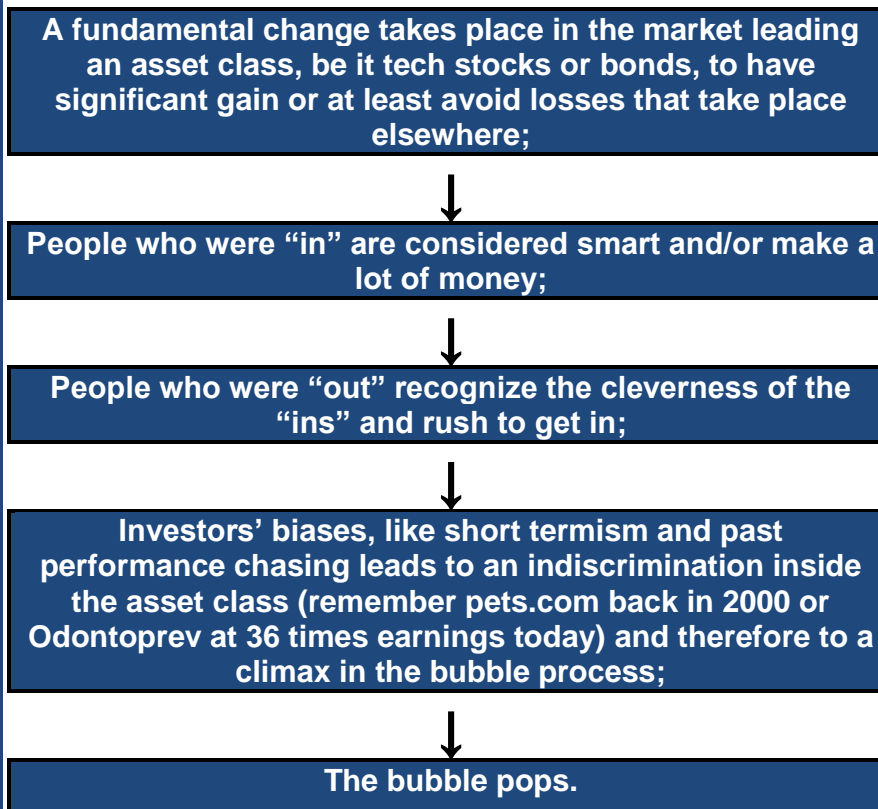 A fundamental change takes place in the market leading
an asset class, be it tech stocks or bonds, to have
significant gain or at least avoid losses that take place
elsewhere;
People who were “in” are considered smart and/or make a
lot of money;
People who were “out” recognize the cleverness of the
“ins” and rush to get in;
Investors’ biases, like short termism and past
performance chasing leads to an indiscrimination inside
the asset class (remember pets.com back in 2000 or
Odontoprev at 36 times earnings today) and therefore to a
climax in the bubble process;
The bubble pops.